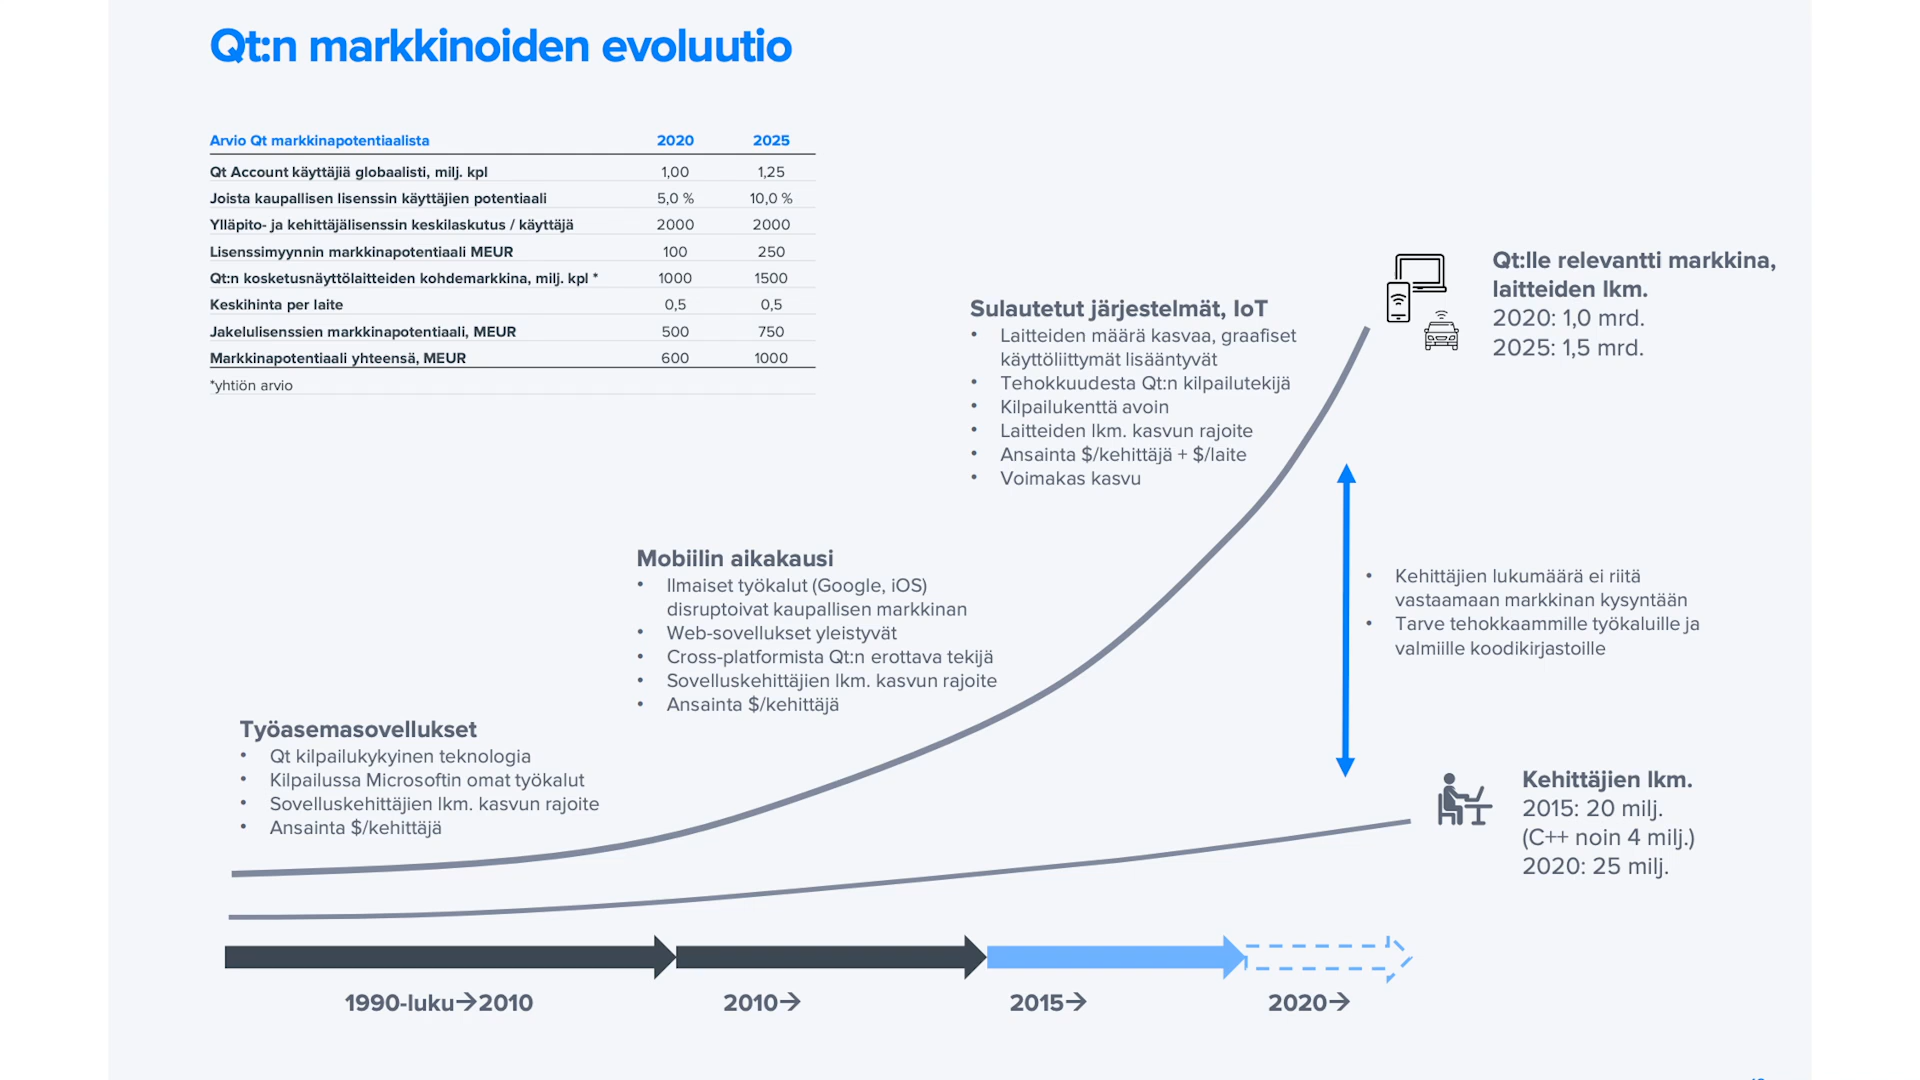 Qt:n markkinoiden evoluutio
Arvio Qt markkinapotentiaalista 2020 2025
Qt Account käyttäjiä globaalisti, milj. kpl 1,00 1,25
Joista kaupallisen lisenssin käyttäjien potentiaali 5,0 % 10,0 %
Ylläpito- ja kehittäjälisenssin keskilaskutus / käyttäjä 2000 2000
Lisenssimyynnin markkinapotentiaali MEUR 100 250
Qt:n kosketusnäyttölaitteiden kohdemarkkina, milj. kpl * 1000 1500
Keskihinta per laite 0,5 0,5
Jakelulisenssien markkinapotentiaali, MEUR 500 750
Markkinapotentiaali yhteensä, MEUR 600 1000
*yhtiön arvio
Työasemasovellukset
• Qt kilpailukykyinen teknologia
• Kilpailussa Microsoftin omat työkalut
• Sovelluskehittäjien lkm. kasvun rajoite
• Ansainta $/kehittäjä
Mobiilin aikakausi
• Ilmaiset työkalut (Google, iOS)
disruptoivat kaupallisen markkinan
• Web-sovellukset yleistyvät
• Cross-platformista Qt:n erottava tekijä
• Sovelluskehittäjien lkm. kasvun rajoite
• Ansainta $/kehittäjä
Sulautetut järjestelmät, IoT
• Laitteiden määrä kasvaa, graafiset
käyttöliittymät lisääntyvät
• Tehokkuudesta Qt:n kilpailutekijä
• Kilpailukenttä avoin
• Laitteiden lkm. kasvun rajoite
• Ansainta $/kehittäjä + $/laite
• Voimakas kasvu
Qt:lle relevantti markkina,
laitteiden lkm.
2020: 1,0 mrd.
2025: 1,5 mrd.
• Kehittäjien lukumäärä ei riitä
vastaamaan markkinan kysyntään
• Tarve tehokkaammille työkaluille ja
valmiille koodikirjastoille
Kehittäjien lkm.
2015: 20 milj.
(C++ noin 4 milj.)
2020: 25 milj.
1990-luku→2010
2010→
2015→
2020→